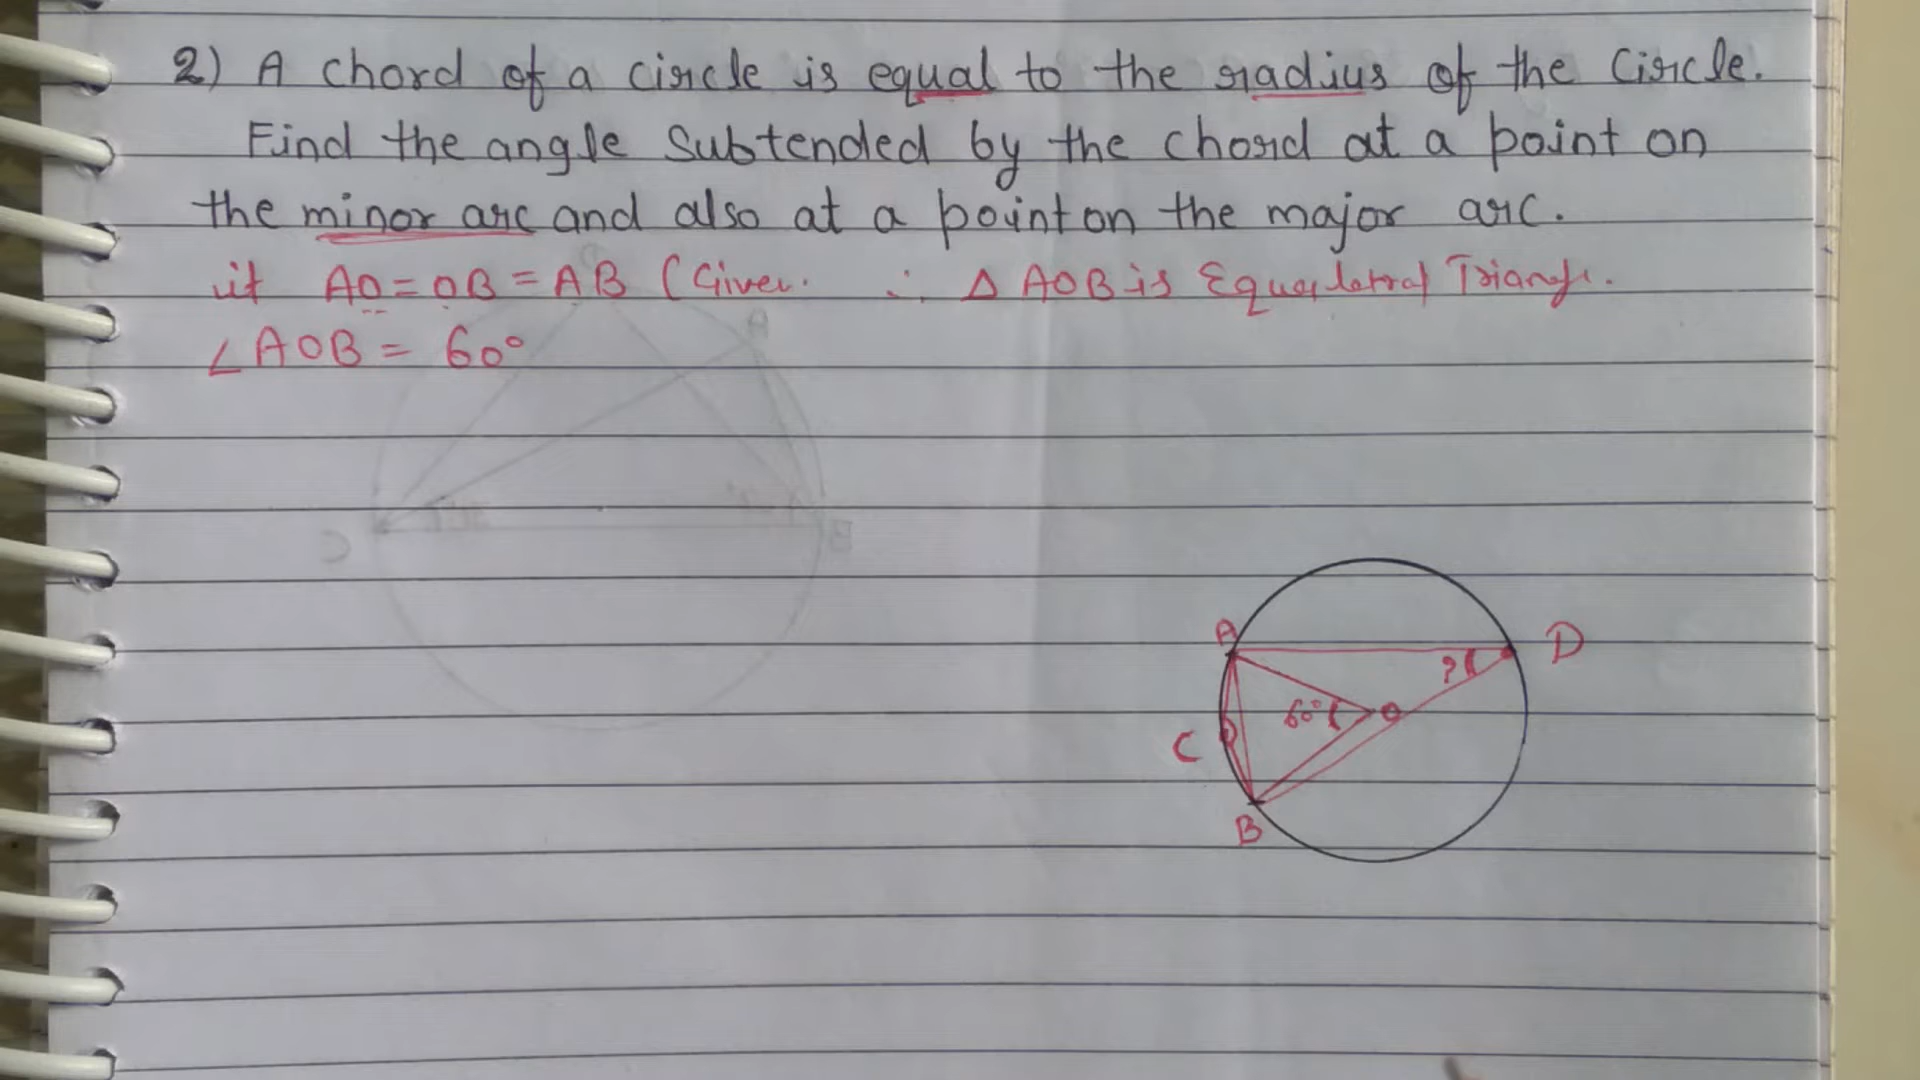 2) A chord of a circle is equal to the radius of the Circle.
Find the angle Subtended by the chord at a point on
the minor arc and also at a point on the major arc.
it AO = OB = AB (Given. ∴ Δ AOB is Equilateral Triangle.
∠AOB = 60°
A
D
?
60°
O
C
B